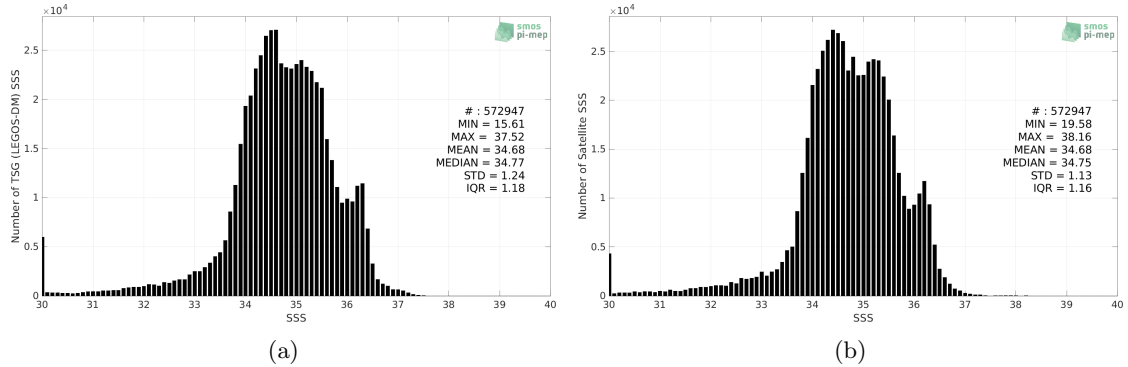 ×10⁴
smos
pi-mep
Number of TSG (LEGOS-DM) SSS
2.5
2
1.5
1
0.5
0
# : 572947
MIN = 15.61
MAX = 37.52
MEAN = 34.68
MEDIAN = 34.77
STD = 1.24
IQR = 1.18
30 31 32 33 34 35 36 37 38 39 40
SSS
(a)
×10⁴
smos
pi-mep
Number of Satellite SSS
2.5
2
1.5
1
0.5
0
# : 572947
MIN = 19.58
MAX = 38.16
MEAN = 34.68
MEDIAN = 34.75
STD = 1.13
IQR = 1.16
30 31 32 33 34 35 36 37 38 39 40
SSS
(b)